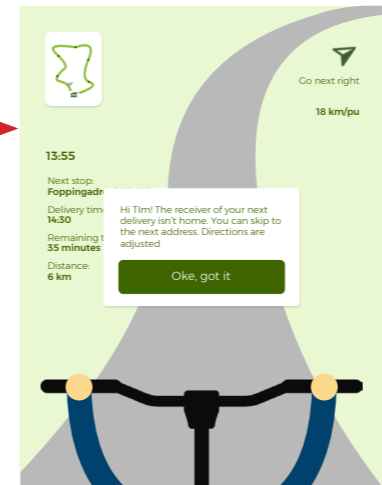 Go next right
18 km/pu
13:55
Next stop:
Delivery
14:30
Remaining
35 minutes
Distance:
6 km
Hi TIm! The receiver of your next
delivery isn't home. You can skip to
the next address. Directions are
adjusted
Oke, got it